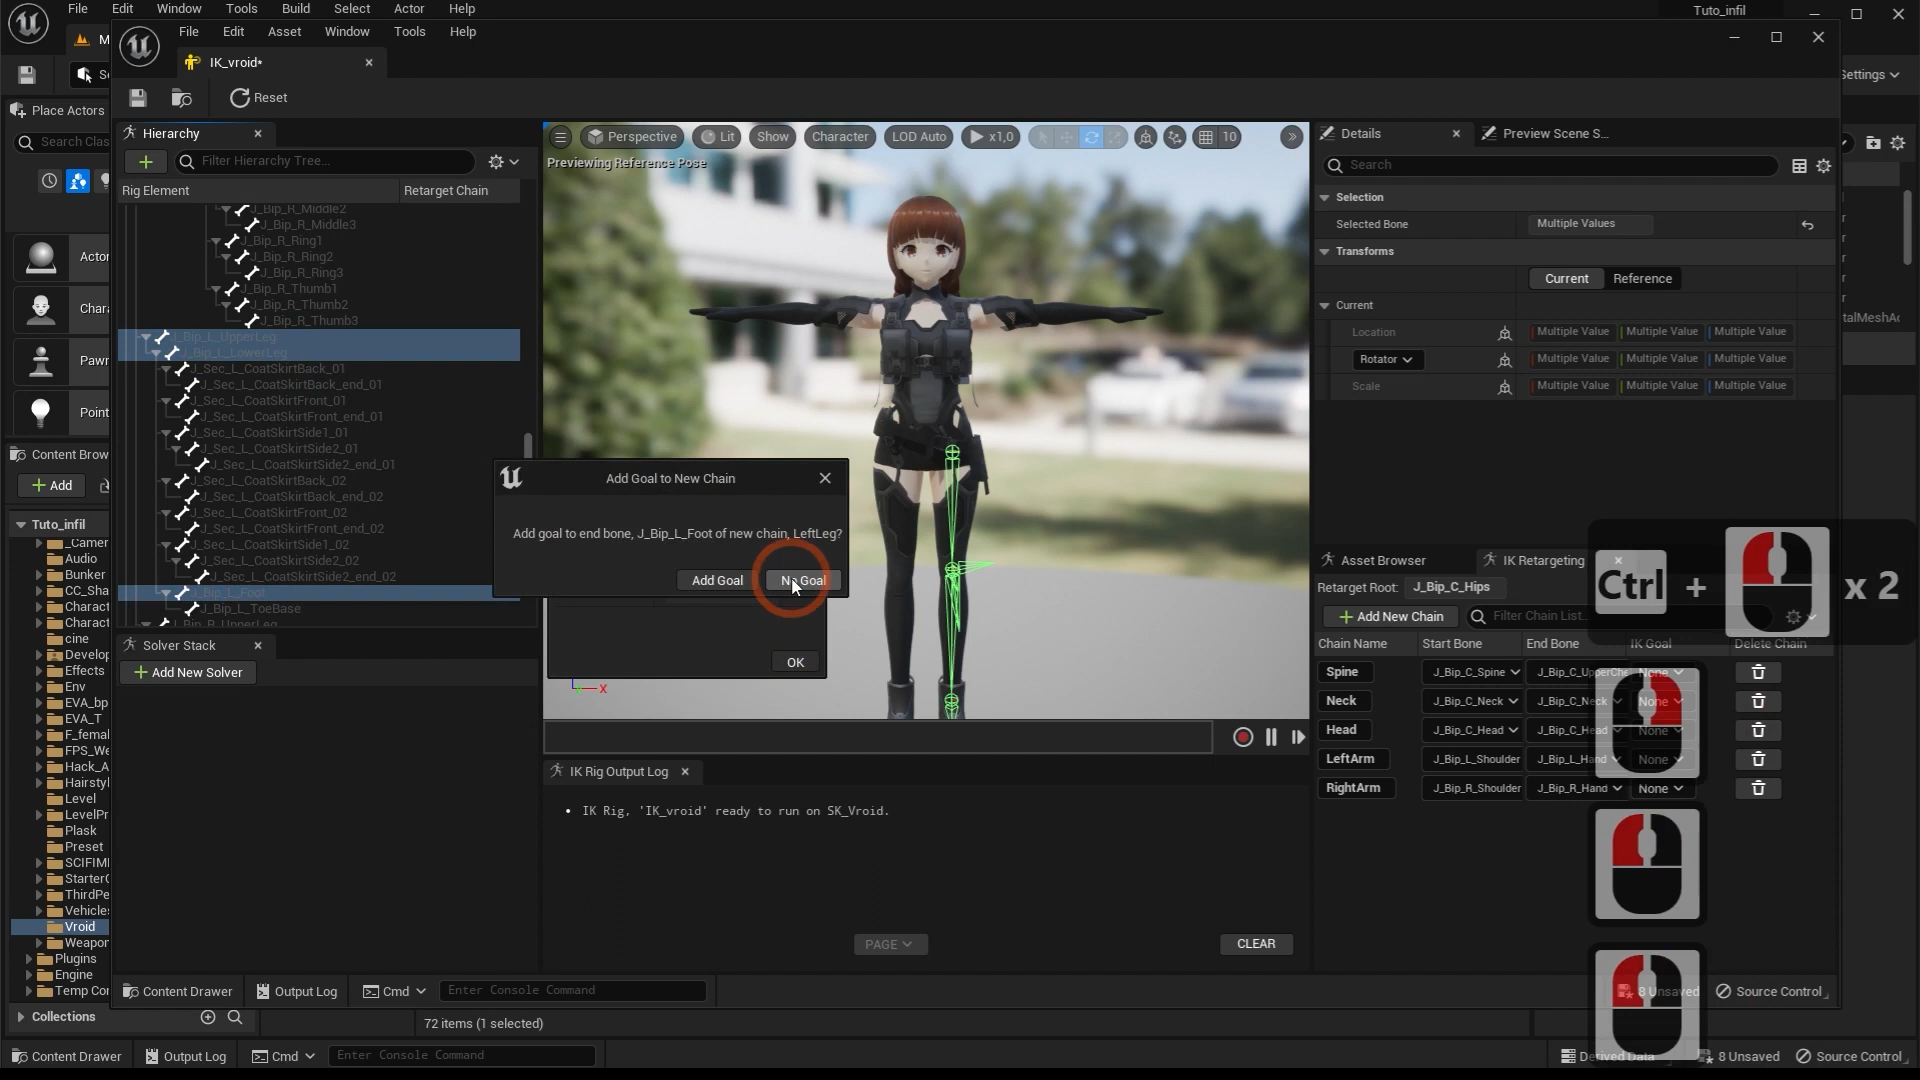 File Edit Window Tools Build Select Actor Help Tuto_infil
File Edit Asset Window Tools Help
IK_vroid*
Settings
Reset
Place Actors
Hierarchy
Perspective Lit Show Character LOD Auto x1,0 10
Details Preview Scene S...
Search Clas
Filter Hierarchy Tree...
Previewing Reference Pose
Search
Rig Element Retarget Chain
Selection
Selected Bone Multiple Values
Transforms
Current Reference
Current
Location Multiple Value Multiple Value Multiple Value
Rotator Multiple Value Multiple Value Multiple Value
Scale Multiple Value Multiple Value Multiple Value
J_Bip_R_Middle2
J_Bip_R_Middle3
J_Bip_R_Ring1
J_Bip_R_Ring2
J_Bip_R_Ring3
J_Bip_R_Thumb1
J_Bip_R_Thumb2
J_Bip_R_Thumb3
J_Bip_L_UpperLeg
J_Bip_L_LowerLeg
J_Sec_L_CoatSkirtBack_01
J_Sec_L_CoatSkirtBack_end_01
J_Sec_L_CoatSkirtFront_01
J_Sec_L_CoatSkirtFront_end_01
J_Sec_L_CoatSkirtSide1_01
J_Sec_L_CoatSkirtSide2_01
J_Sec_L_CoatSkirtSide2_end_01
J_Sec_L_CoatSkirtBack_02
J_Sec_L_CoatSkirtBack_end_02
J_Sec_L_CoatSkirtFront_02
J_Sec_L_CoatSkirtFront_end_02
J_Sec_L_CoatSkirtSide1_02
J_Sec_L_CoatSkirtSide2_02
J_Sec_L_CoatSkirtSide2_end_02
J_Bip_L_Foot
J_Bip_L_ToeBase
J_Bip_R_UpperLeg
Actor
Chara
Pawn
Point
Content Brow
Add
Tuto_infil
_Camer
Audio
Bunker
CC_Sha
Charact
Charact
cine
Develop
Effects
Env
EVA_bp
EVA_T
F_femal
FPS_We
Hack_A
Hairstyl
Level
LevelPr
Plask
Preset
SCIFIMI
StarterC
ThirdPe
Vehicles
Vroid
Weapon
Plugins
Engine
Temp Cor
Collections
Add Goal to New Chain
Add goal to end bone, J_Bip_L_Foot of new chain, LeftLeg?
Add Goal No Goal
OK
X
Solver Stack
Add New Solver
Asset Browser IK Retargeting
Retarget Root: J_Bip_C_Hips
Add New Chain Filter Chain List...
Ctrl + x 2
Chain Name Start Bone End Bone IK Goal Delete Chain
Spine J_Bip_C_Spine J_Bip_C_UpperChe None
Neck J_Bip_C_Neck J_Bip_C_Neck None
Head J_Bip_C_Head J_Bip_C_Head None
LeftArm J_Bip_L_Shoulder J_Bip_L_Hand None
RightArm J_Bip_R_Shoulder J_Bip_R_Hand None
IK Rig Output Log
IK Rig, 'IK_vroid' ready to run on SK_Vroid.
PAGE CLEAR
Content Drawer Output Log Cmd Enter Console Command 8 Unsaved Source Control
72 items (1 selected)
Content Drawer Output Log Cmd Enter Console Command Derived Data 8 Unsaved Source Control